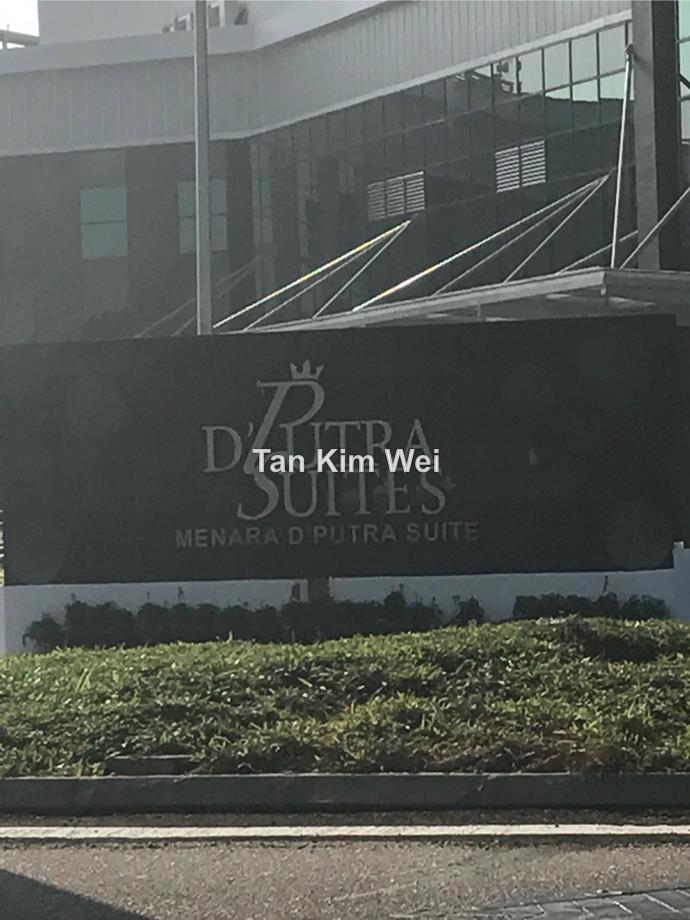 D'PUTRA
Tan Kim Wei
SUITES
MENARA D'PUTRA SUITE